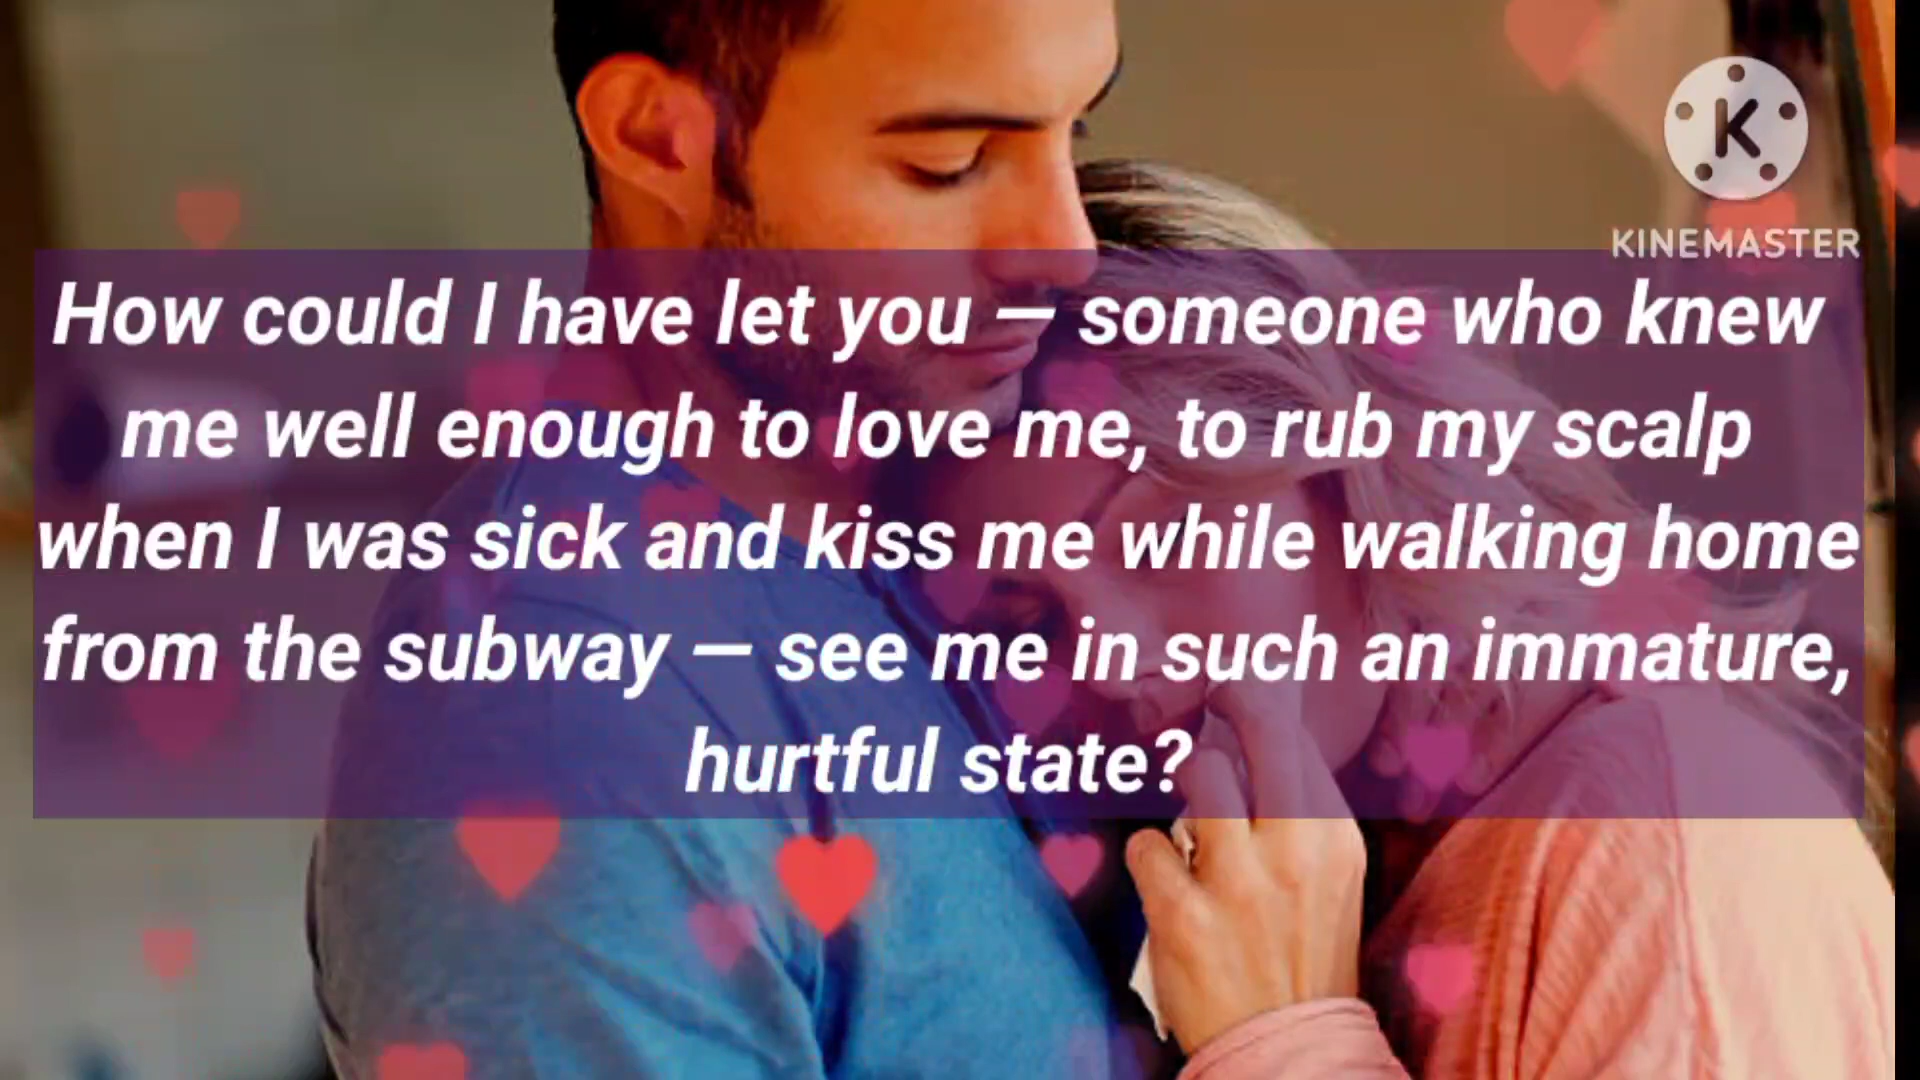 K
KINEMASTER
How could I have let you – someone who knew
me well enough to love me, to rub my scalp
when I was sick and kiss me while walking home
from the subway – see me in such an immature,
hurtful state?